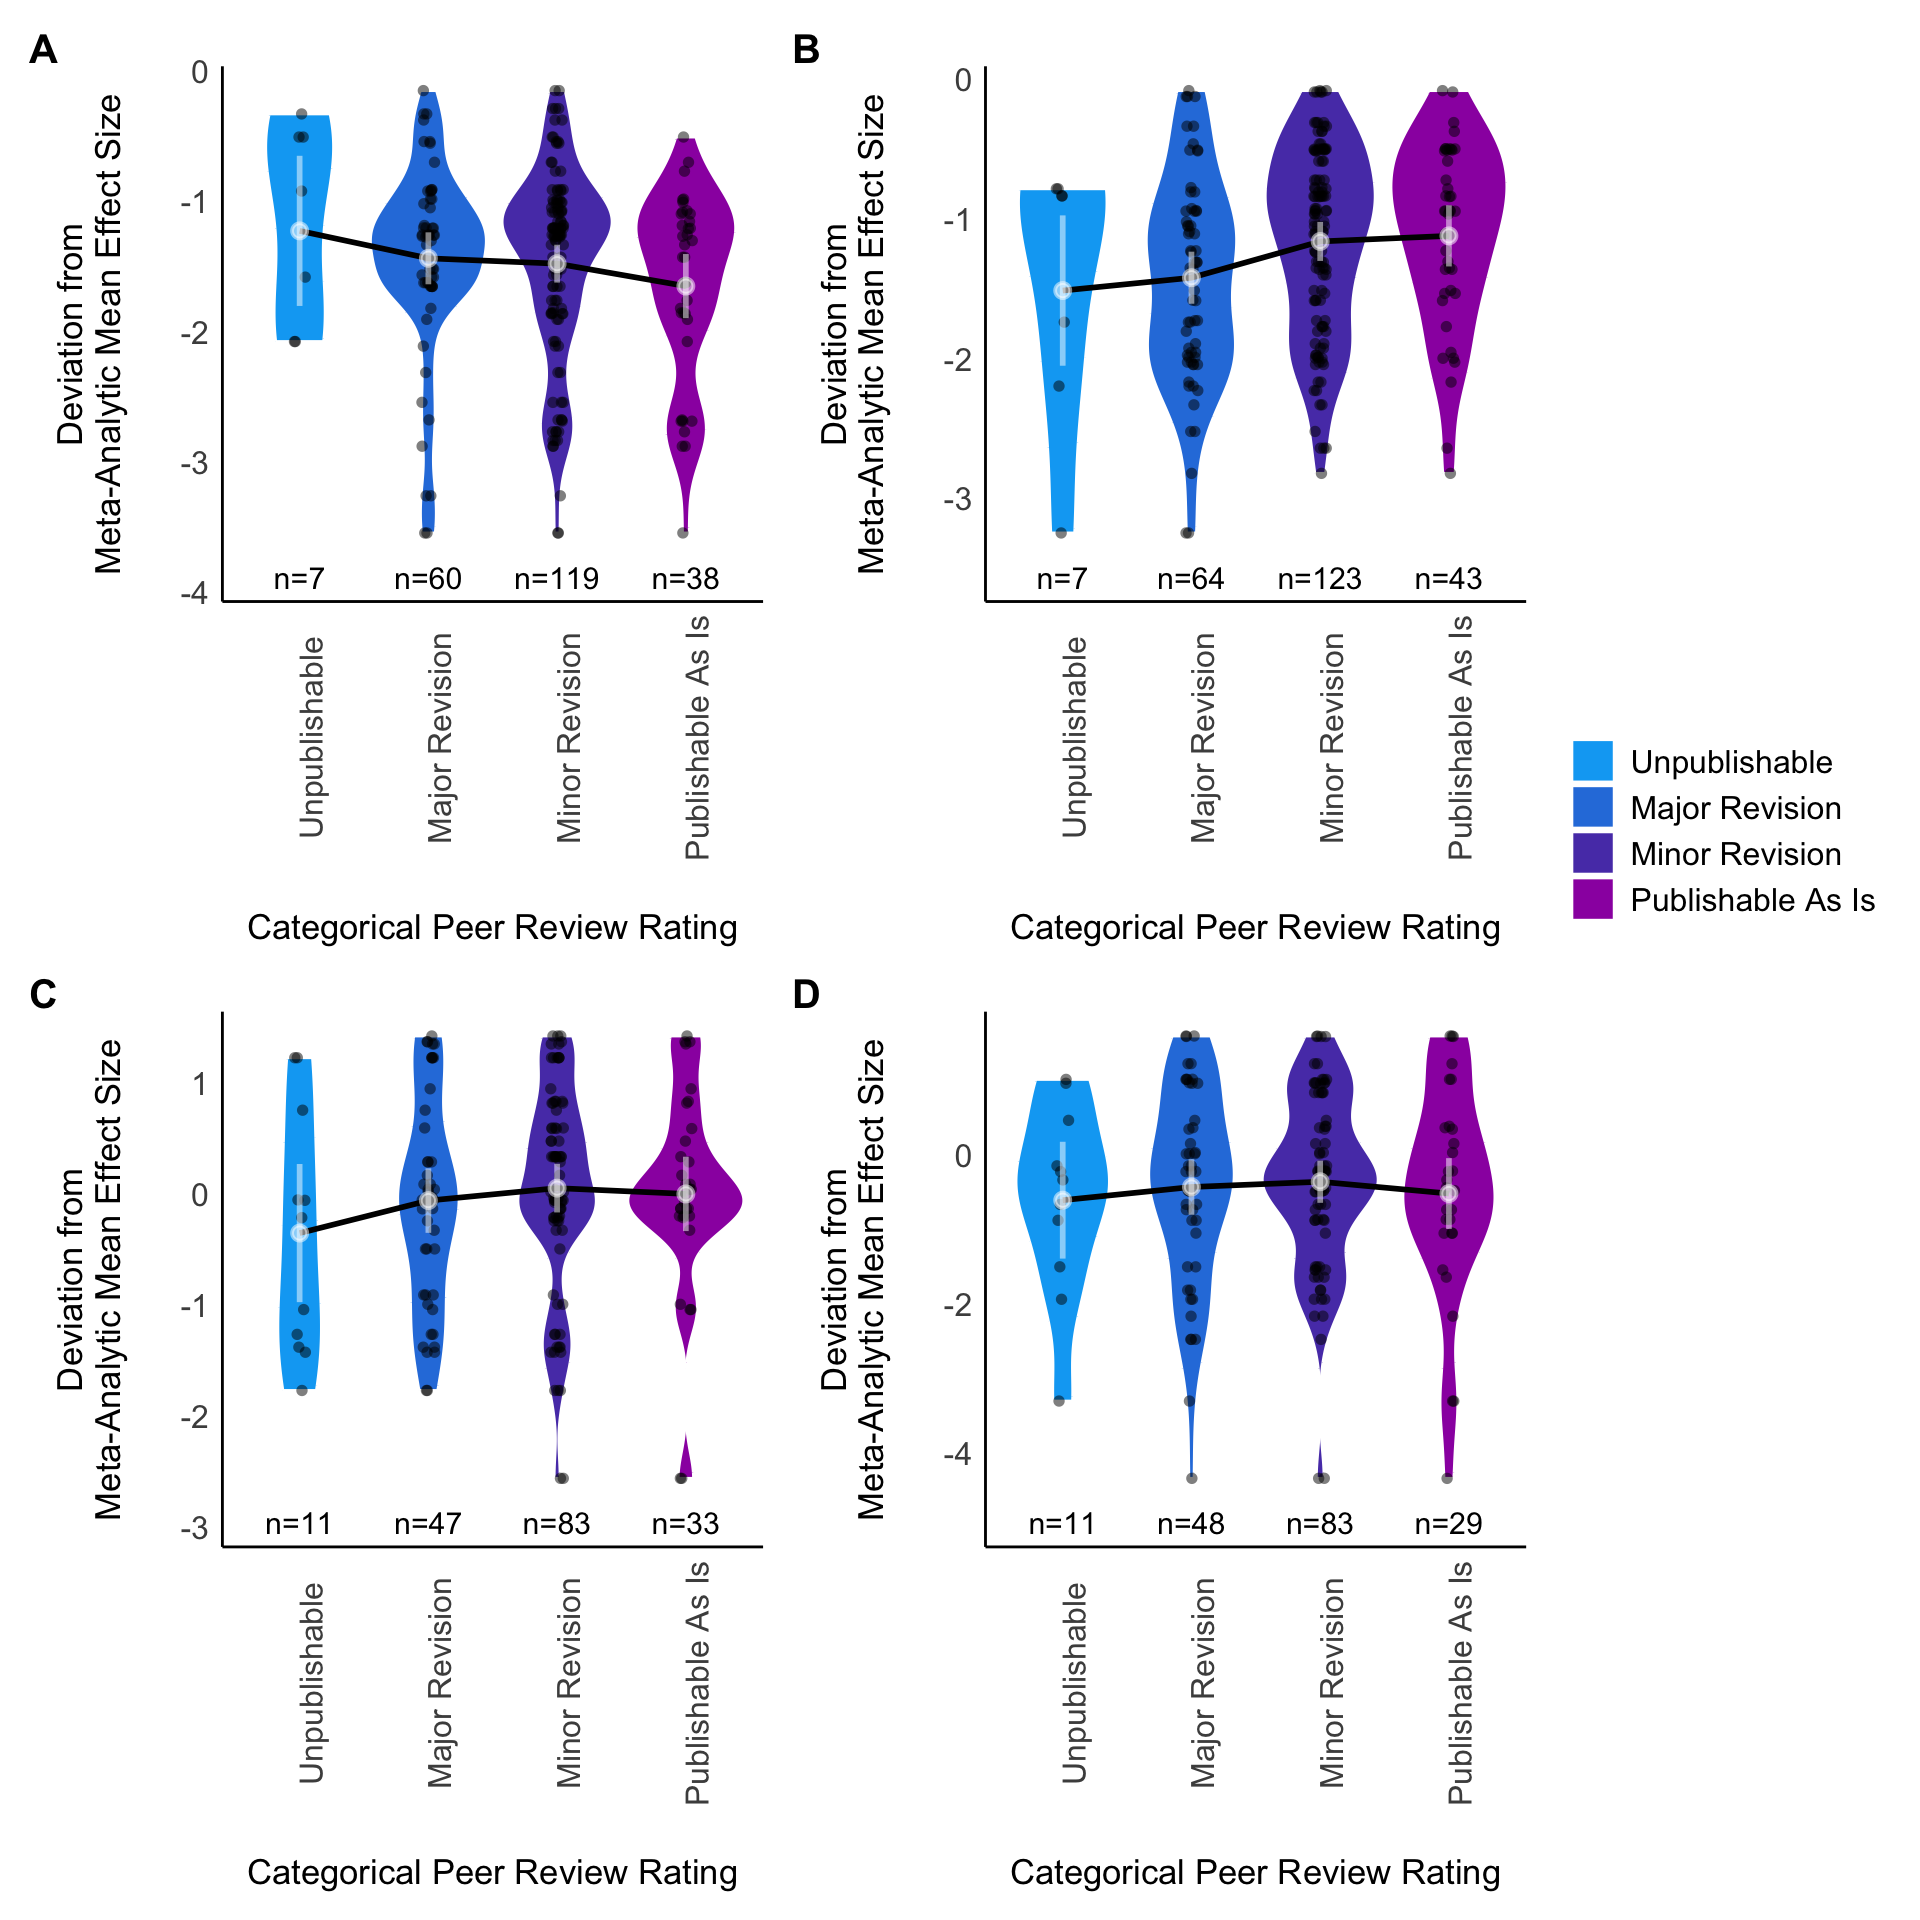 A
Deviation from
Meta-Analytic Mean Effect Size
0
-1
-2
-3
-4
n=7
n=60
n=119
n=38
Unpublishable
Major Revision
Minor Revision
Publishable As Is
Categorical Peer Review Rating
B
Deviation from
Meta-Analytic Mean Effect Size
0
-1
-2
-3
n=7
n=64
n=123
n=43
Unpublishable
Major Revision
Minor Revision
Publishable As Is
Categorical Peer Review Rating
Unpublishable
Major Revision
Minor Revision
Publishable As Is
C
Deviation from
Meta-Analytic Mean Effect Size
1
0
-1
-2
-3
n=11
n=47
n=83
n=33
Unpublishable
Major Revision
Minor Revision
Publishable As Is
Categorical Peer Review Rating
D
Deviation from
Meta-Analytic Mean Effect Size
0
-2
-4
n=11
n=48
n=83
n=29
Unpublishable
Major Revision
Minor Revision
Publishable As Is
Categorical Peer Review Rating